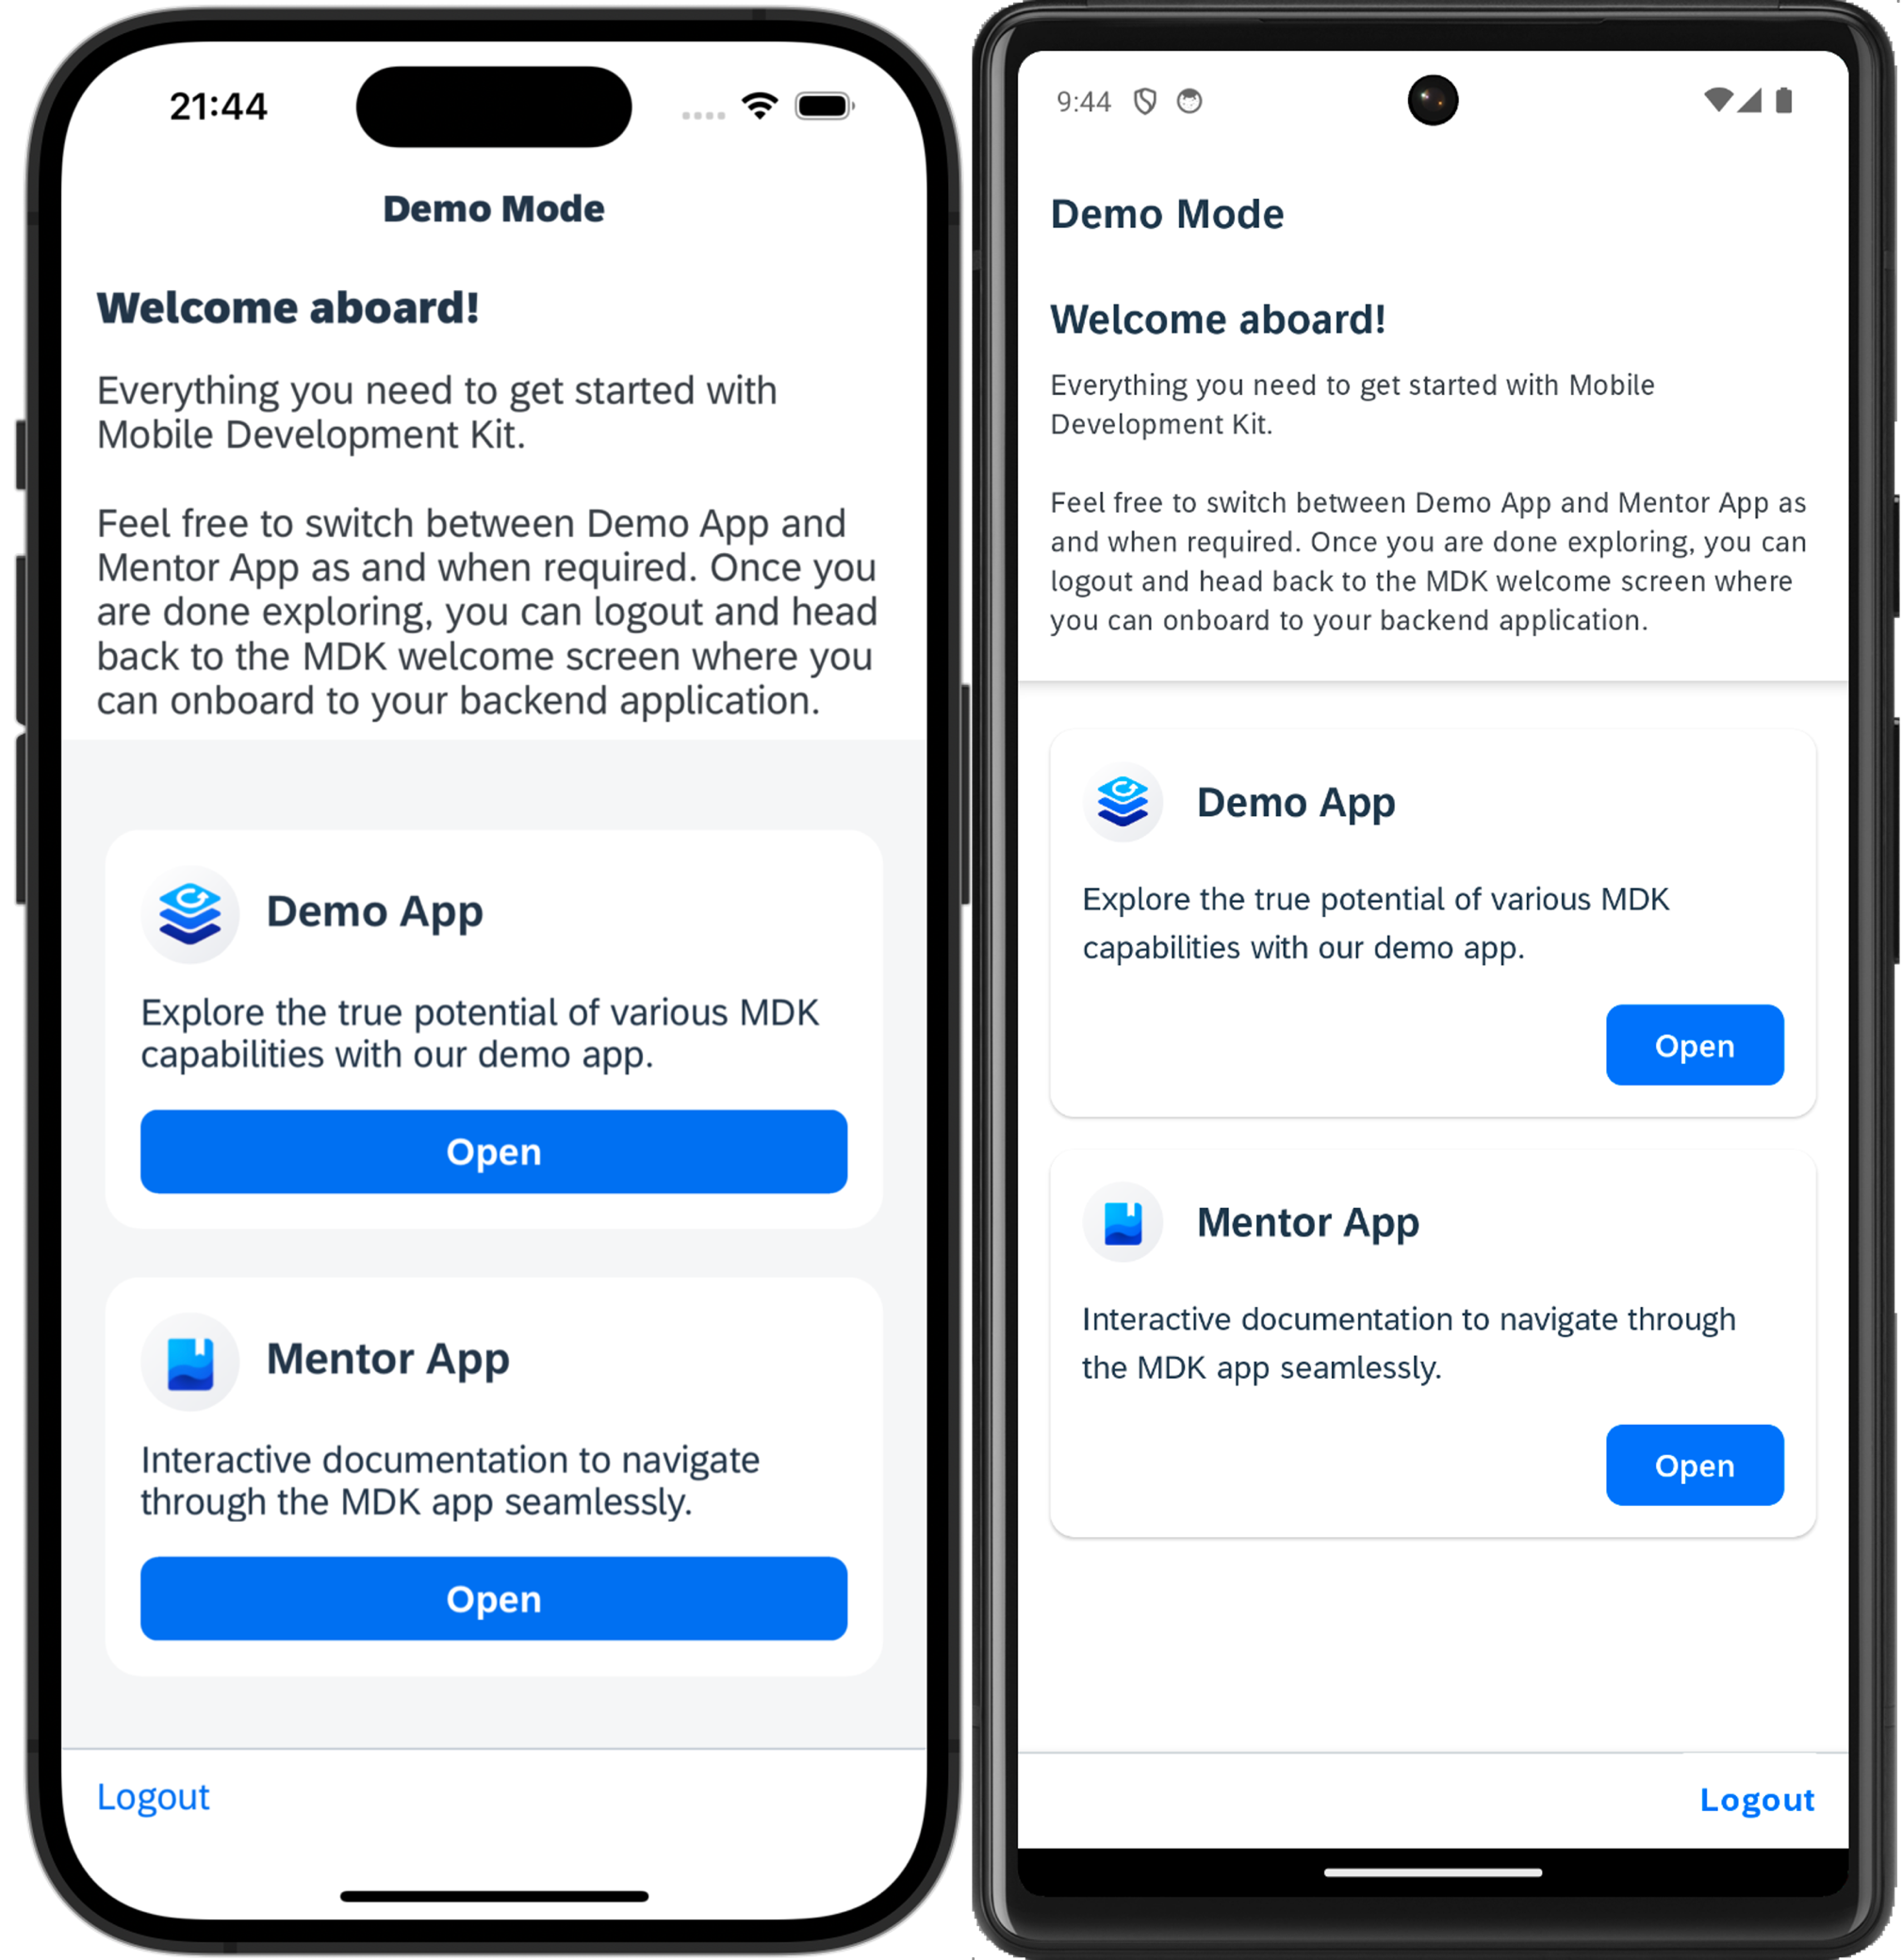 21:44
Demo Mode
Welcome aboard!
Everything you need to get started with
Mobile Development Kit.
Feel free to switch between Demo App and
Mentor App as and when required. Once you
are done exploring, you can logout and head
back to the MDK welcome screen where you
can onboard to your backend application.
Demo App
Explore the true potential of various MDK
capabilities with our demo app.
Open
Mentor App
Interactive documentation to navigate
through the MDK app seamlessly.
Open
Logout
9:44
Demo Mode
Welcome aboard!
Everything you need to get started with Mobile
Development Kit.
Feel free to switch between Demo App and Mentor App as
and when required. Once you are done exploring, you can
logout and head back to the MDK welcome screen where
you can onboard to your backend application.
Demo App
Explore the true potential of various MDK
capabilities with our demo app.
Open
Mentor App
Interactive documentation to navigate through
the MDK app seamlessly.
Open
Logout